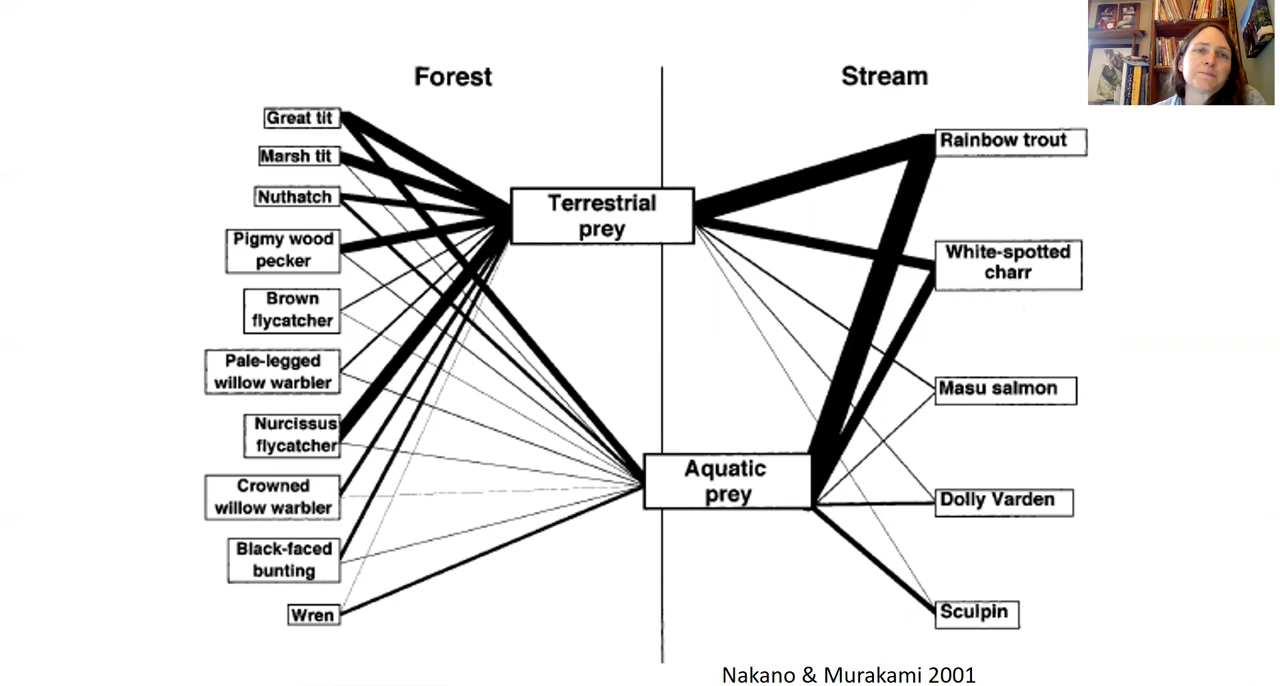 Forest
Stream
Great tit
Marsh tit
Nuthatch
Pigmy wood
pecker
Brown
flycatcher
Pale-legged
willow warbler
Nurcissus
flycatcher
Crowned
willow warbler
Black-faced
bunting
Wren
Terrestrial
prey
Aquatic
prey
Rainbow trout
White-spotted
charr
Masu salmon
Dolly Varden
Sculpin
Nakano & Murakami 2001